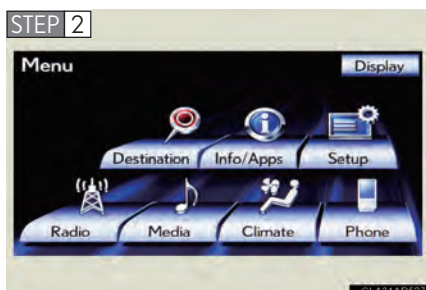 STEP 2
Menu
Display
Destination
Info/Apps
Setup
Radio
Media
Climate
Phone